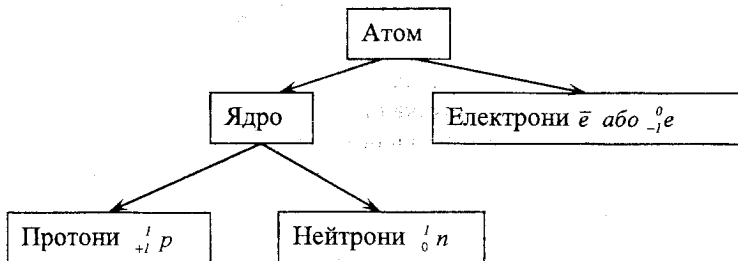 Атом
Ядро
Електрони ē або ⁰₋₁e
Протони ¹₊₁p
Нейтрони ¹₀n